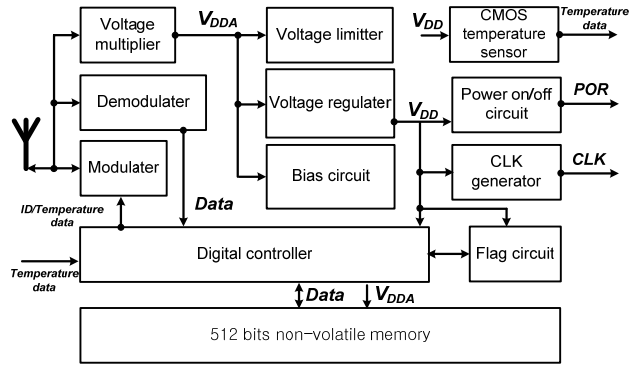 Voltage
multiplier
V_DDA
Voltage limitter
V_DD
CMOS
temperature
sensor
Temperature
data
Demodulater
Voltage regulater
V_DD
Power on/off
circuit
POR
Modulater
Bias circuit
CLK
generator
CLK
ID/Temperature
data
Data
Digital controller
Flag circuit
Temperature
data
Data
V_DDA
512 bits non-volatile memory